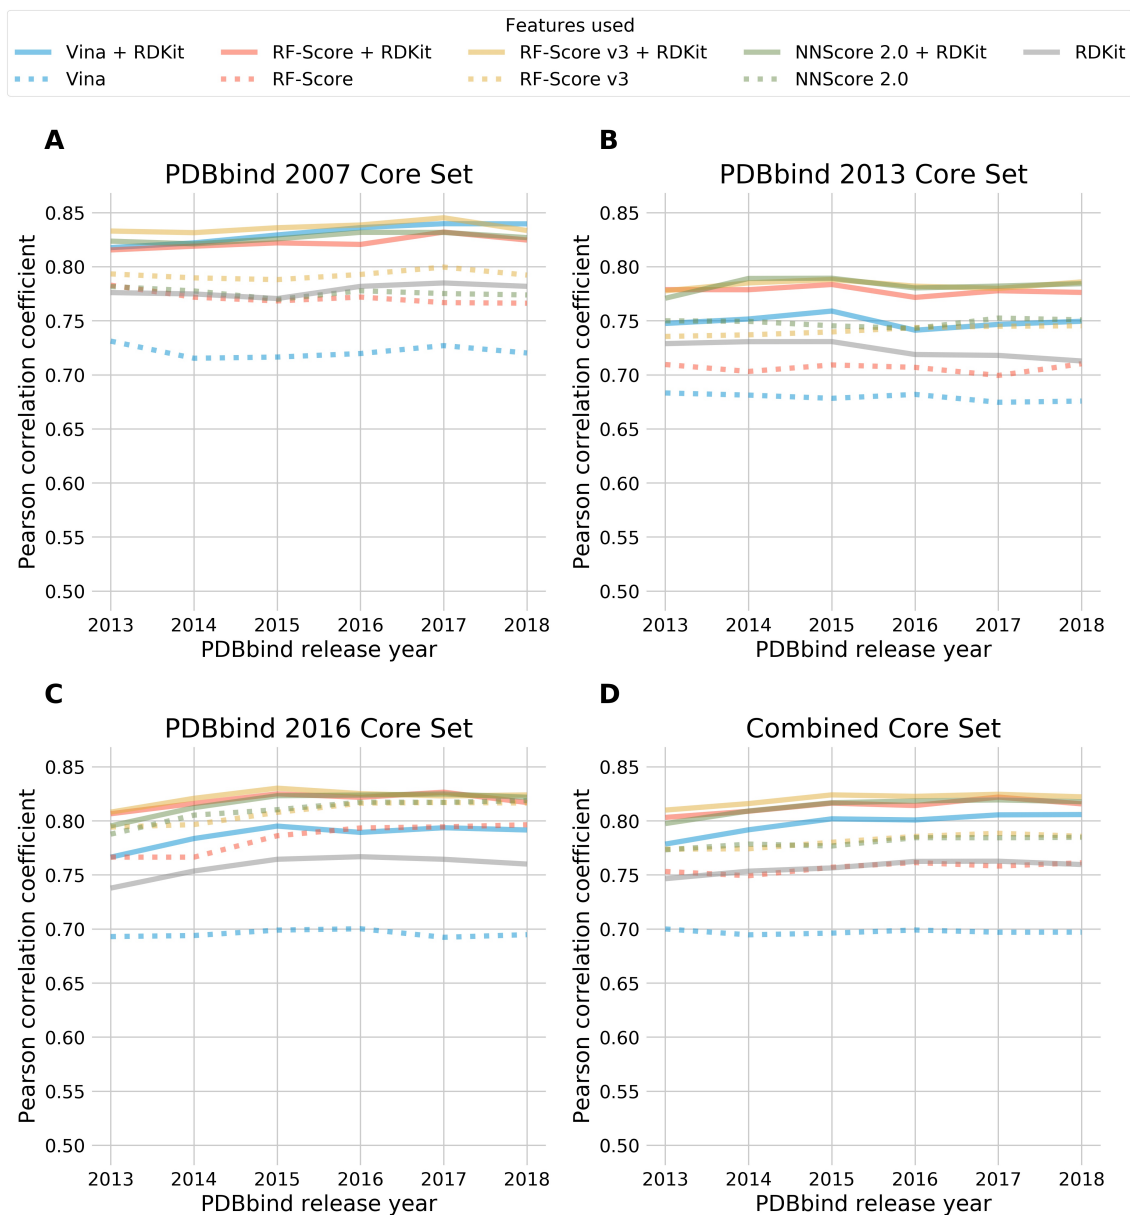 Features used
Vina + RDKit RF-Score + RDKit RF-Score v3 + RDKit NNScore 2.0 + RDKit RDKit
Vina RF-Score RF-Score v3 NNScore 2.0
A
PDBbind 2007 Core Set
Pearson correlation coefficient
0.85
0.80
0.75
0.70
0.65
0.60
0.55
0.50
2013 2014 2015 2016 2017 2018
PDBbind release year
B
PDBbind 2013 Core Set
Pearson correlation coefficient
0.85
0.80
0.75
0.70
0.65
0.60
0.55
0.50
2013 2014 2015 2016 2017 2018
PDBbind release year
C
PDBbind 2016 Core Set
Pearson correlation coefficient
0.85
0.80
0.75
0.70
0.65
0.60
0.55
0.50
2013 2014 2015 2016 2017 2018
PDBbind release year
D
Combined Core Set
Pearson correlation coefficient
0.85
0.80
0.75
0.70
0.65
0.60
0.55
0.50
2013 2014 2015 2016 2017 2018
PDBbind release year